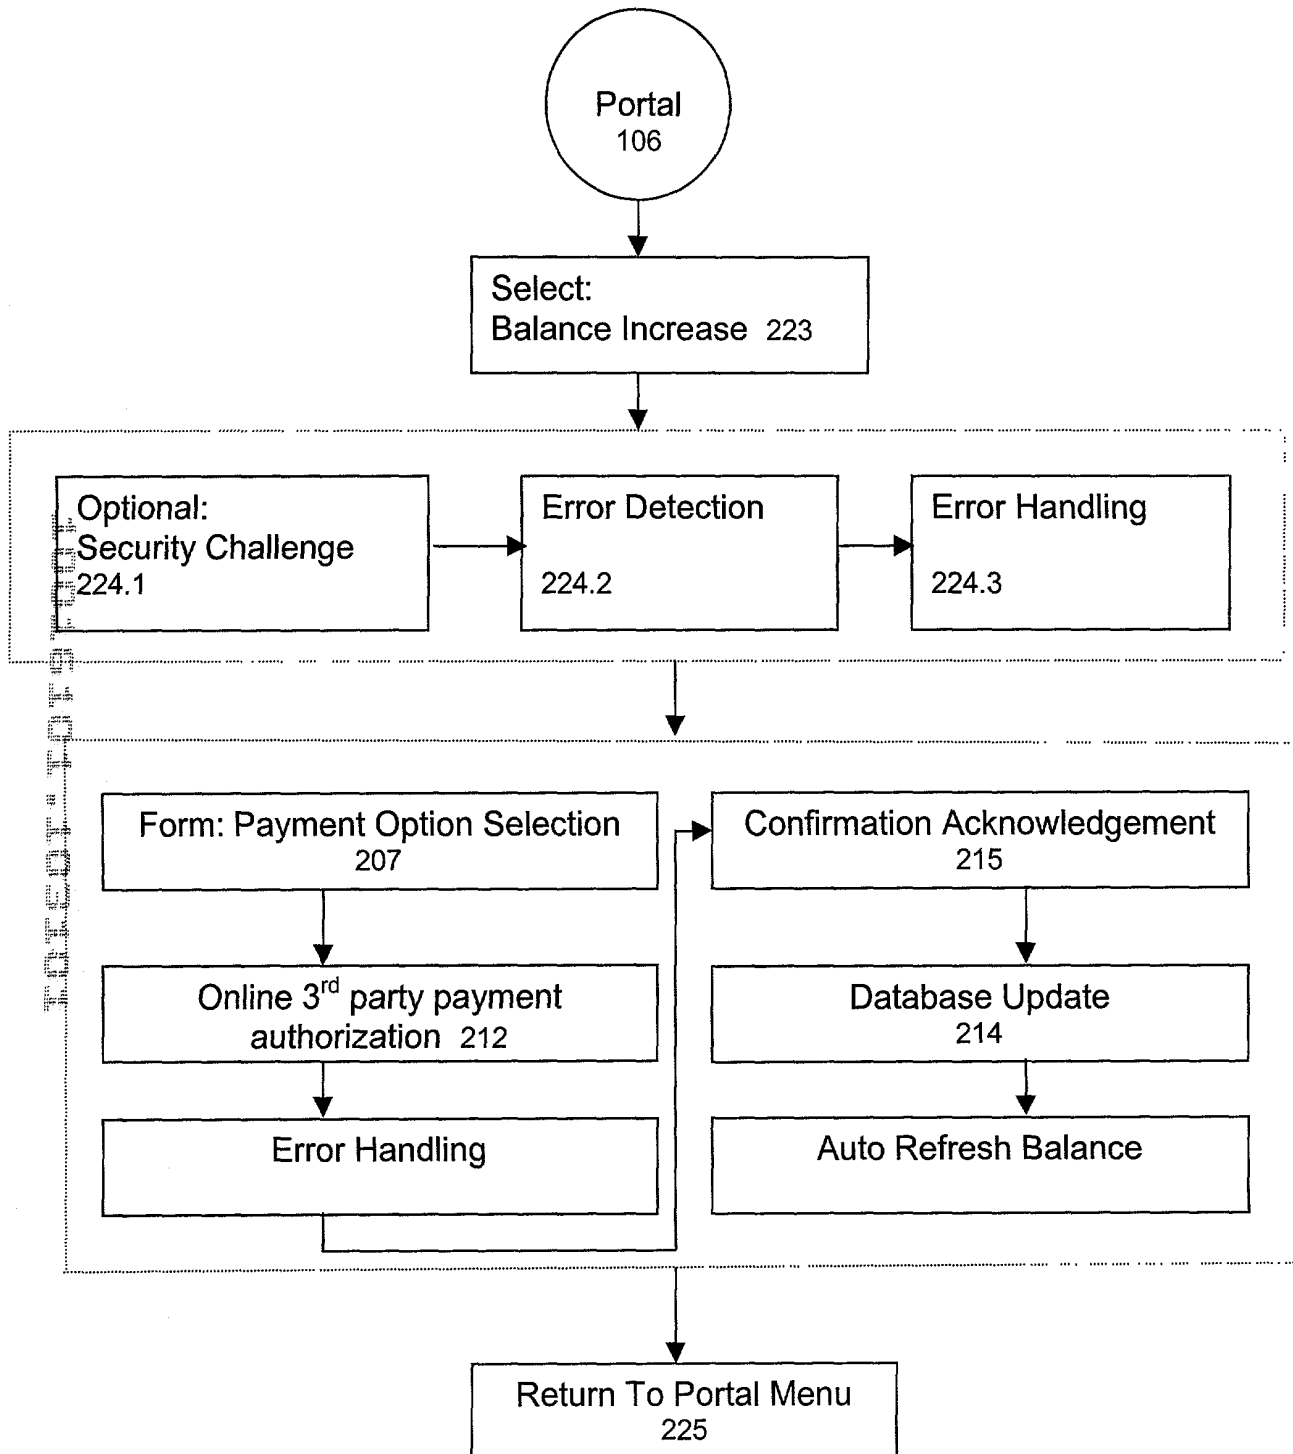 Portal
106
Select:
Balance Increase 223
Optional:
Security Challenge
224.1
Error Detection
224.2
Error Handling
224.3
Form: Payment Option Selection
207
Online 3rd party payment
authorization 212
Error Handling
Confirmation Acknowledgement
215
Database Update
214
Auto Refresh Balance
Return To Portal Menu
225